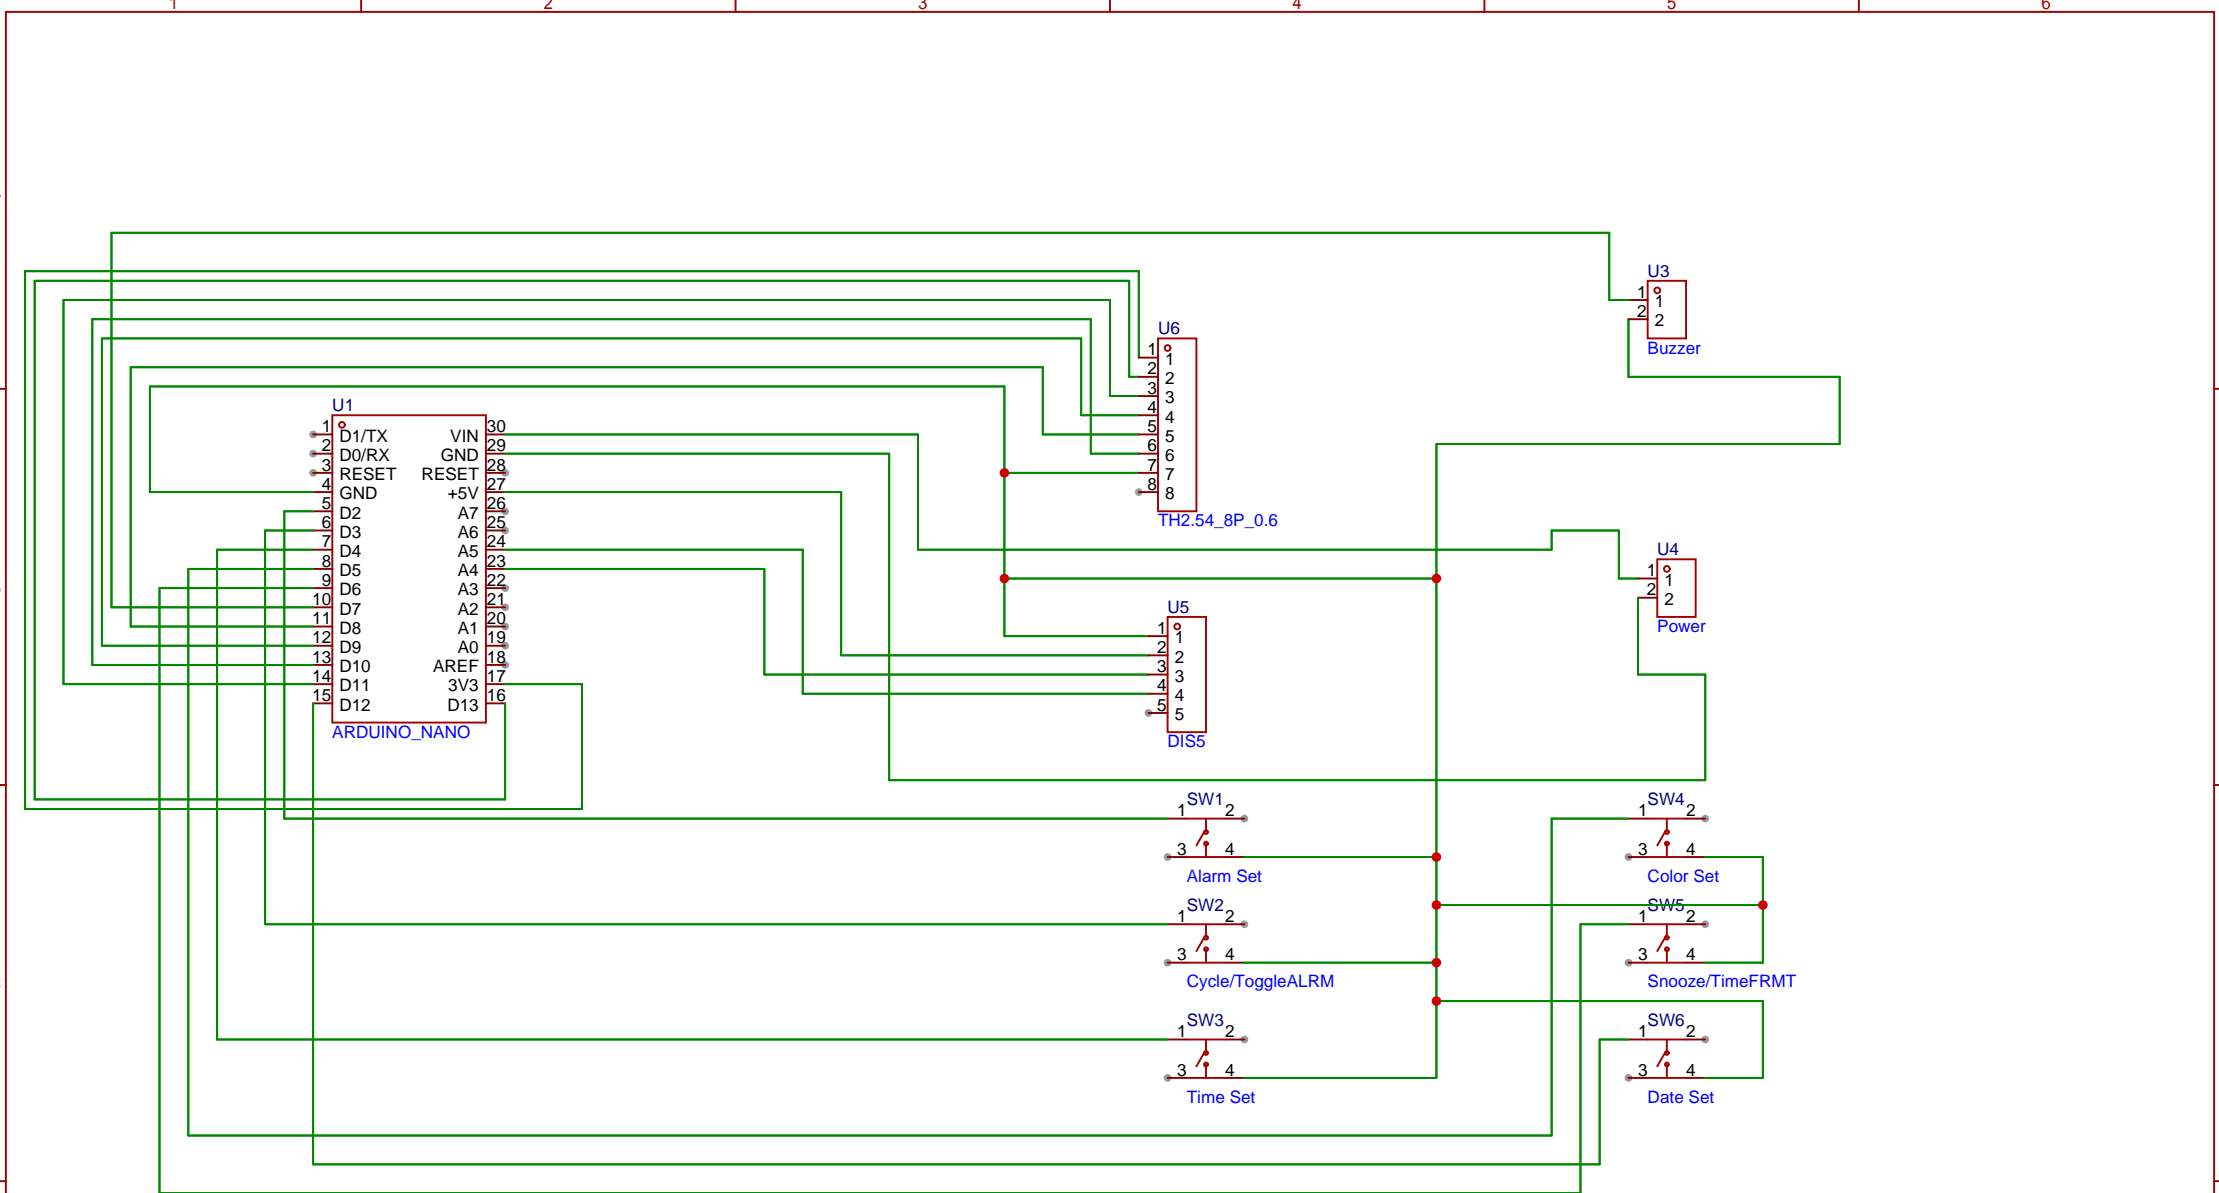 1 2 3 4 5 6
U3
1 1
2 2
Buzzer
U6
1 1
2 2
3 3
4 4
5 5
6 6
7 7
8 8
TH2.54_8P_0.6
U1
1 D1/TX VIN 30
2 D0/RX GND 29
3 RESET RESET 28
4 GND +5V 27
5 D2 A7 26
6 D3 A6 25
7 D4 A5 24
8 D5 A4 23
9 D6 A3 22
10 D7 A2 21
11 D8 A1 20
12 D9 A0 19
13 D10 AREF 18
14 D11 3V3 17
15 D12 D13 16
ARDUINO_NANO
U4
1 1
2 2
Power
U5
1 1
2 2
3 3
4 4
5 5
DIS5
SW1
1 2
3 4
Alarm Set
SW4
1 2
3 4
Color Set
SW2
1 2
3 4
Cycle/ToggleALRM
SW5
1 2
3 4
Snooze/TimeFRMT
SW3
1 2
3 4
Time Set
SW6
1 2
3 4
Date Set